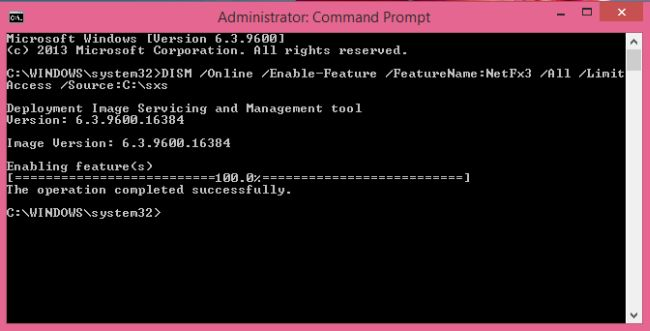 Administrator: Command Prompt
Microsoft Windows [Version 6.3.9600]
(c) 2013 Microsoft Corporation. All rights reserved.
C:\WINDOWS\system32>DISM /Online /Enable-Feature /FeatureName:NetFx3 /All /Limit
Access /Source:C:\sxs
Deployment Image Servicing and Management tool
Version: 6.3.9600.16384
Image Version: 6.3.9600.16384
Enabling feature(s)
[==========================100.0%==========================]
The operation completed successfully.
C:\WINDOWS\system32>